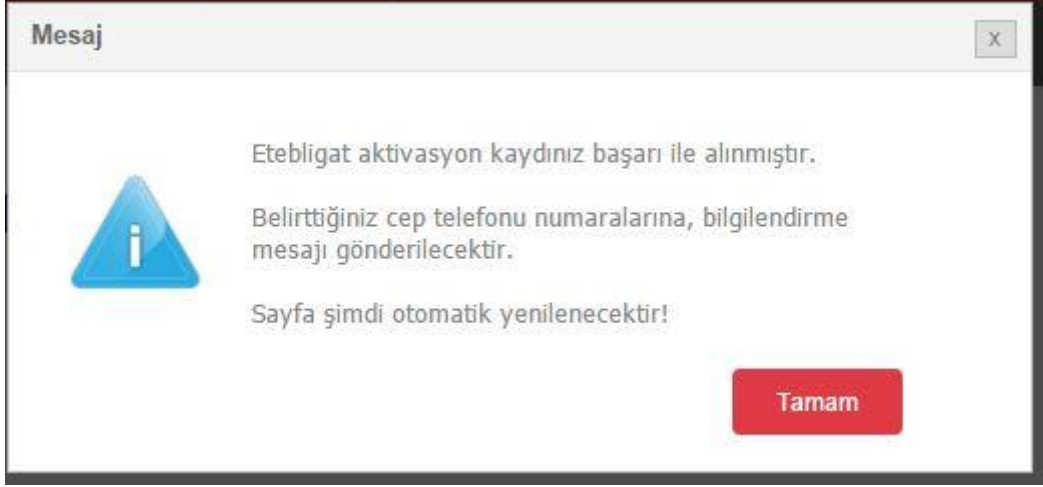 Mesaj
X
Etebligat aktivasyon kaydınız başarı ile alınmıştır.
Belirttiğiniz cep telefonu numaralarına, bilgilendirme
mesajı gönderilecektir.
Sayfa şimdi otomatik yenilenecektir!
Tamam